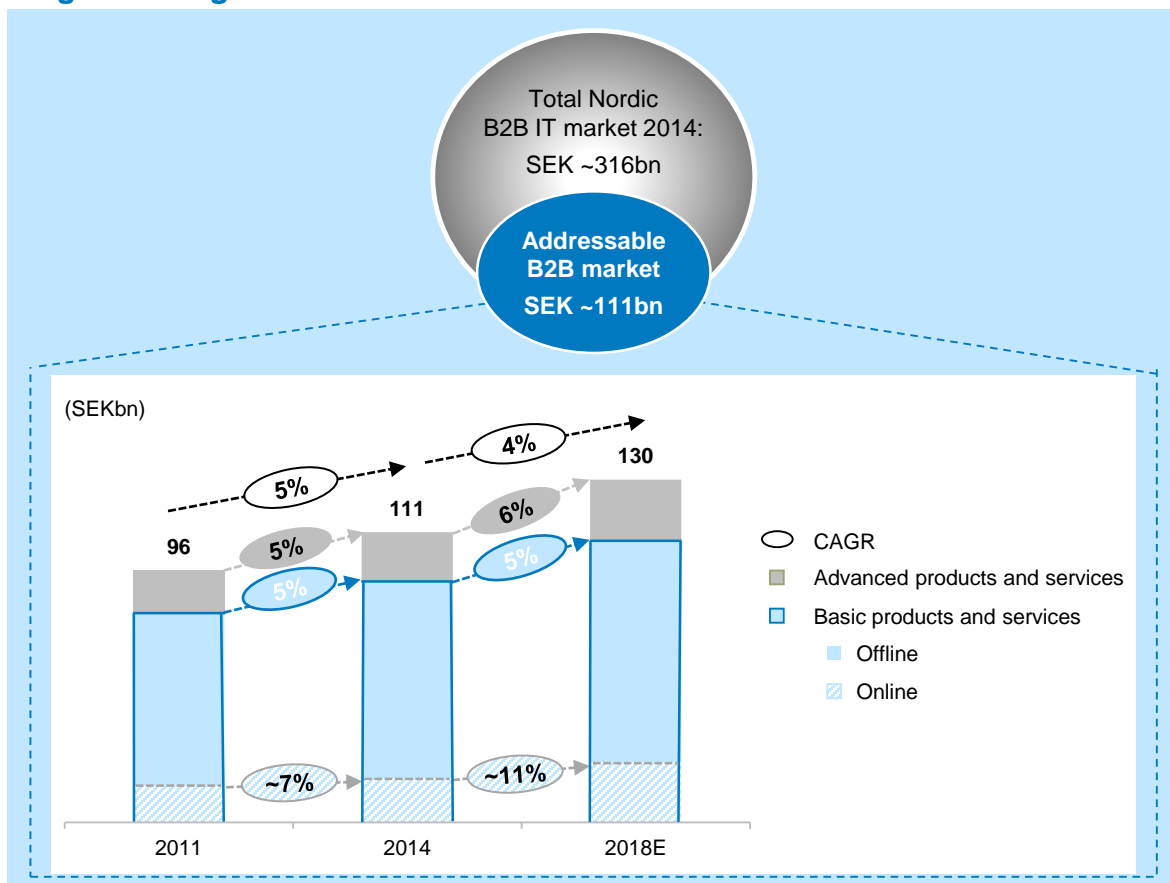 Total Nordic
B2B IT market 2014:
SEK ~316bn
Addressable
B2B market
SEK ~111bn
(SEKbn)
4%
5%
130
111
6%
96
5%
5%
5%
CAGR
Advanced products and services
Basic products and services
Offline
Online
~7%
~11%
2011
2014
2018E